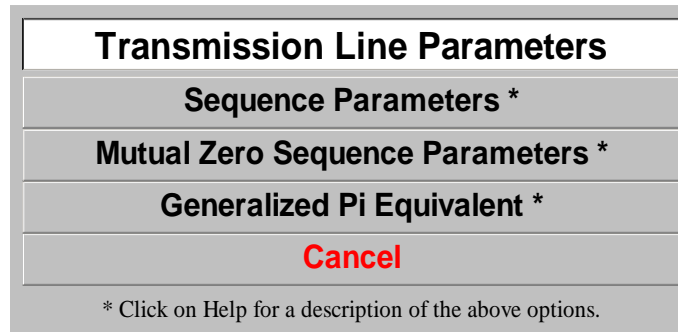 Transmission Line Parameters
Sequence Parameters *
Mutual Zero Sequence Parameters *
Generalized Pi Equivalent *
Cancel
* Click on Help for a description of the above options.